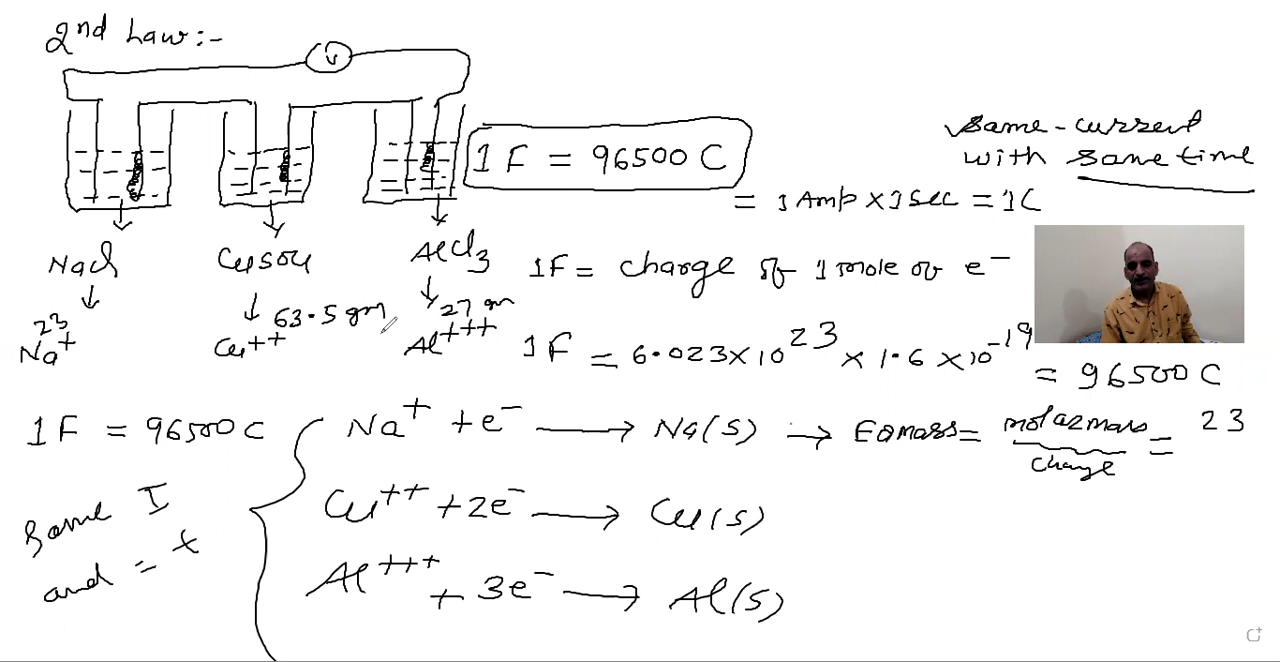 2nd Law:-
V
1 F = 96500 C
same-current
with same time
= 1 Amp x 1 sec = 1C
NaCl
CuSO4
AlCl3
1F = charge of 1 mole of e-
23
63.5 gm
27 gm
Na+
Cu++
Al+++
1F = 6.023 x 10^23 x 1.6 x 10^-19
= 96500 C
1F = 96500 C
Na+ + e- → Na(s) → Eq mass = molar mass / charge = 23
same I
and = t
Cu++ + 2e- → Cu(s)
Al+++ + 3e- → Al(s)